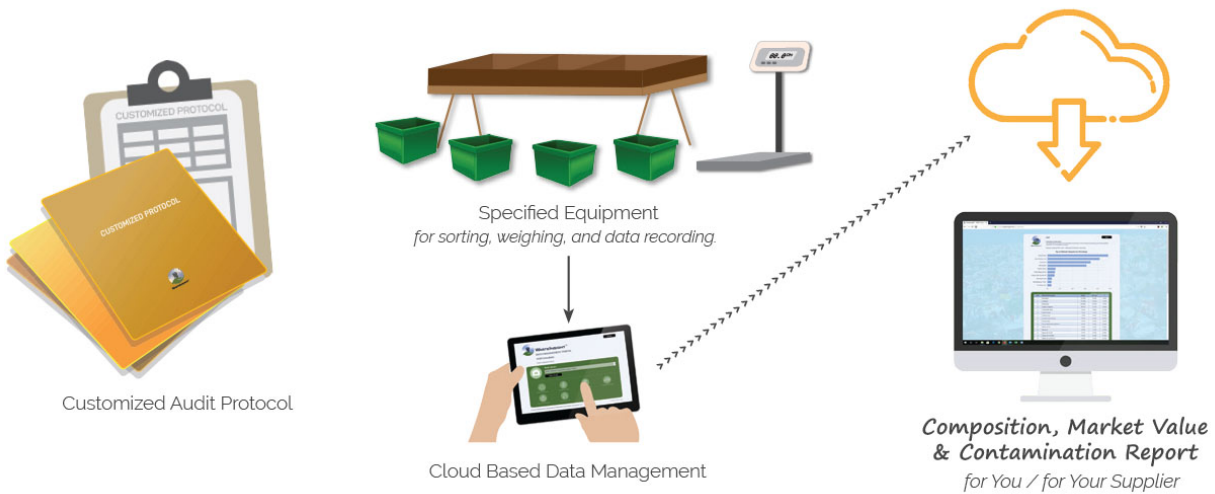 CUSTOMIZED PROTOCOL
CUSTOMIZED PROTOCOL
Customized Audit Protocol
Specified Equipment
for sorting, weighing, and data recording.
Cloud Based Data Management
Composition, Market Value
& Contamination Report
for You / for Your Supplier